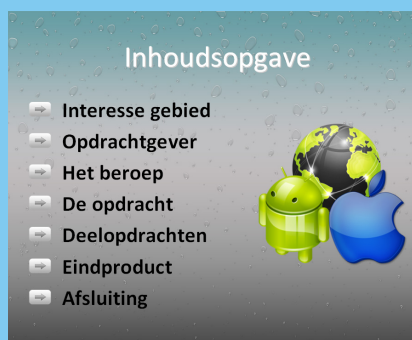 Inhoudsopgave
Interesse gebied
Opdrachtgever
Het beroep
De opdracht
Deelopdrachten
Eindproduct
Afsluiting